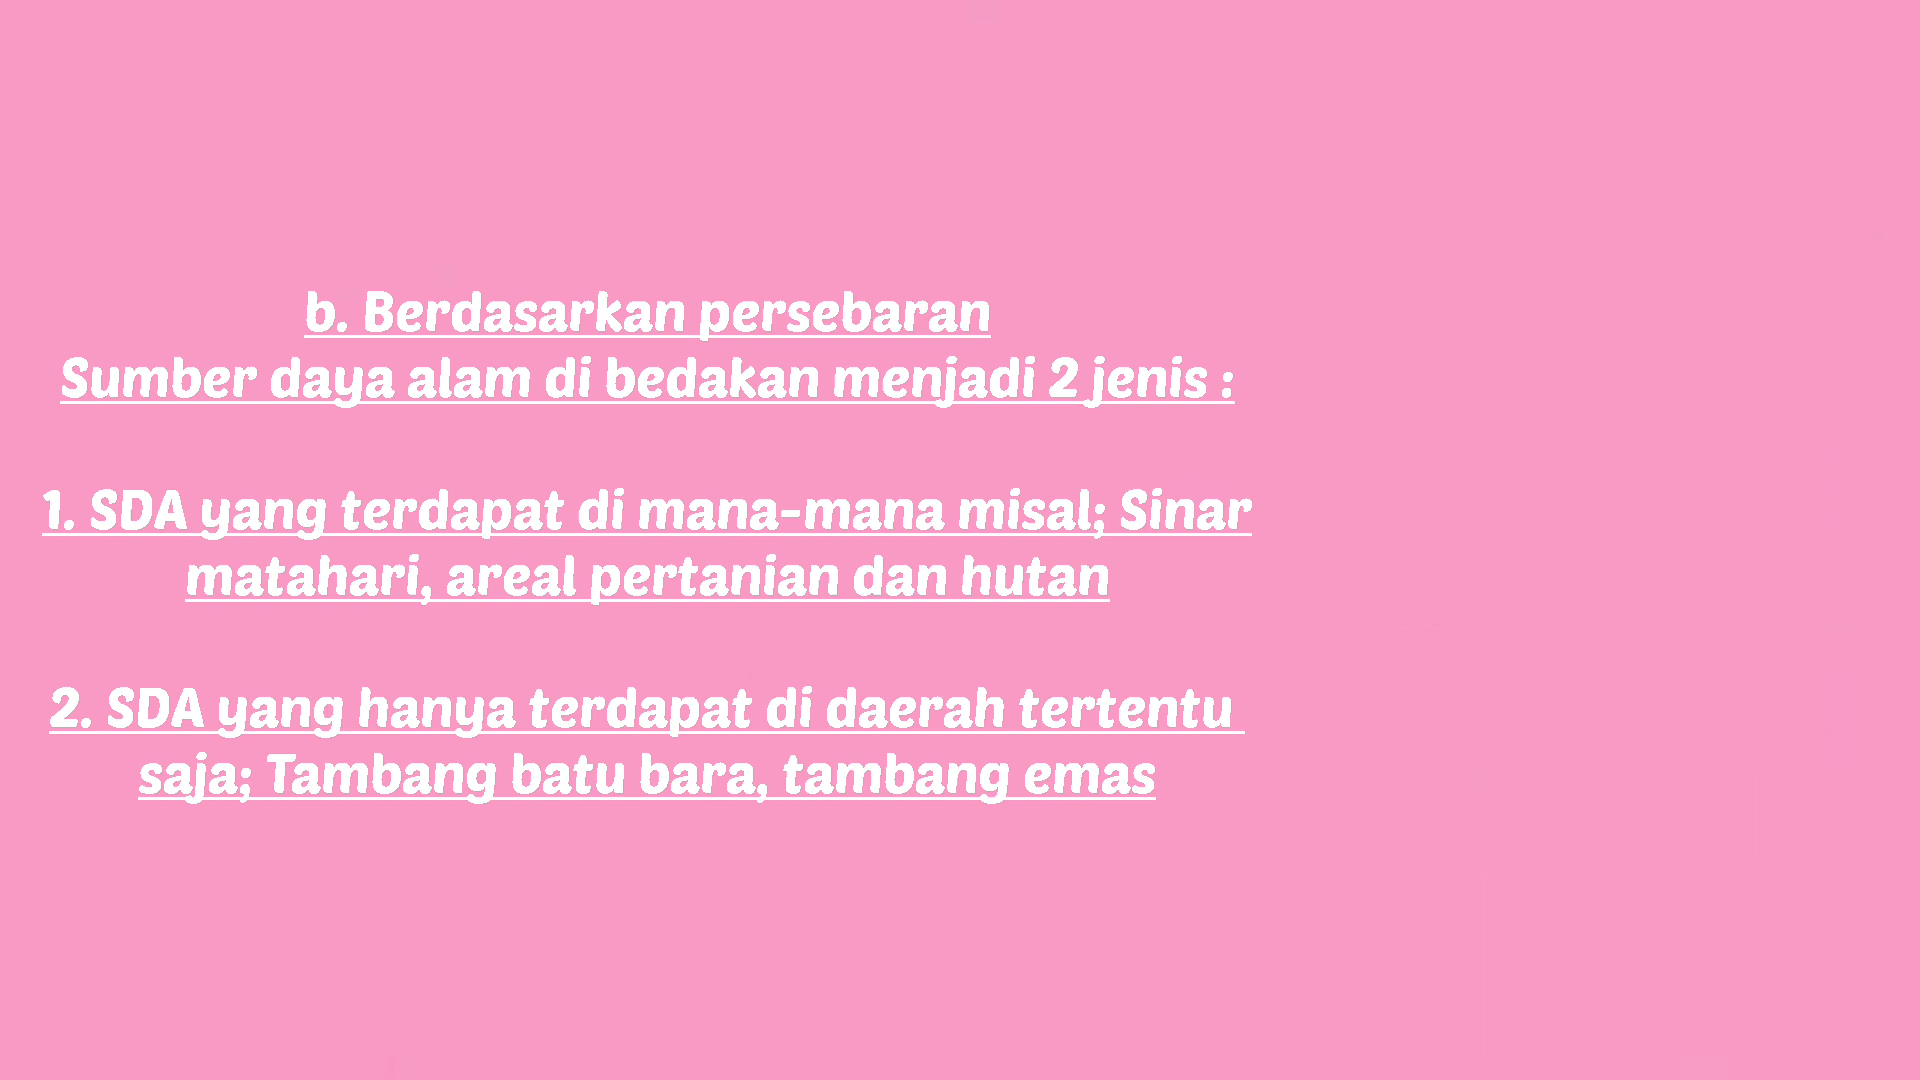 b. Berdasarkan persebaran
Sumber daya alam di bedakan menjadi 2 jenis :
1. SDA yang terdapat di mana-mana misal; Sinar
matahari, areal pertanian dan hutan
2. SDA yang hanya terdapat di daerah tertentu
saja; Tambang batu bara, tambang emas